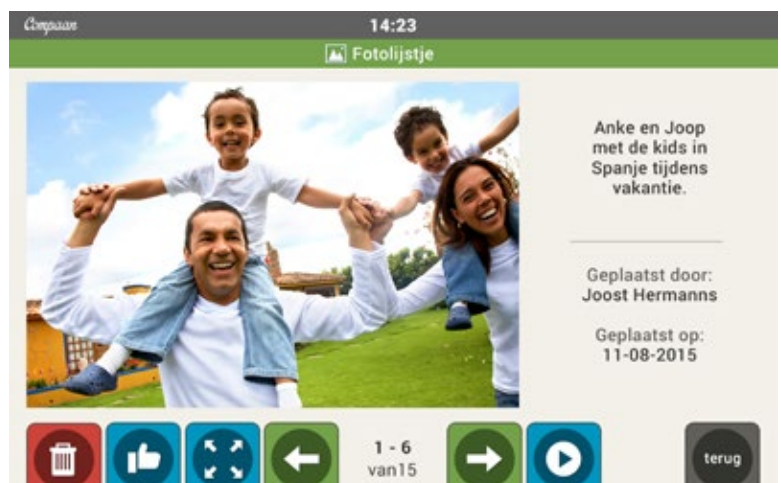 Compaan
14:23
Fotolijstje
Anke en Joop
met de kids in
Spanje tijdens
vakantie.
Geplaatst door:
Joost Hermanns
Geplaatst op:
11-08-2015
1 - 6
van15
terug